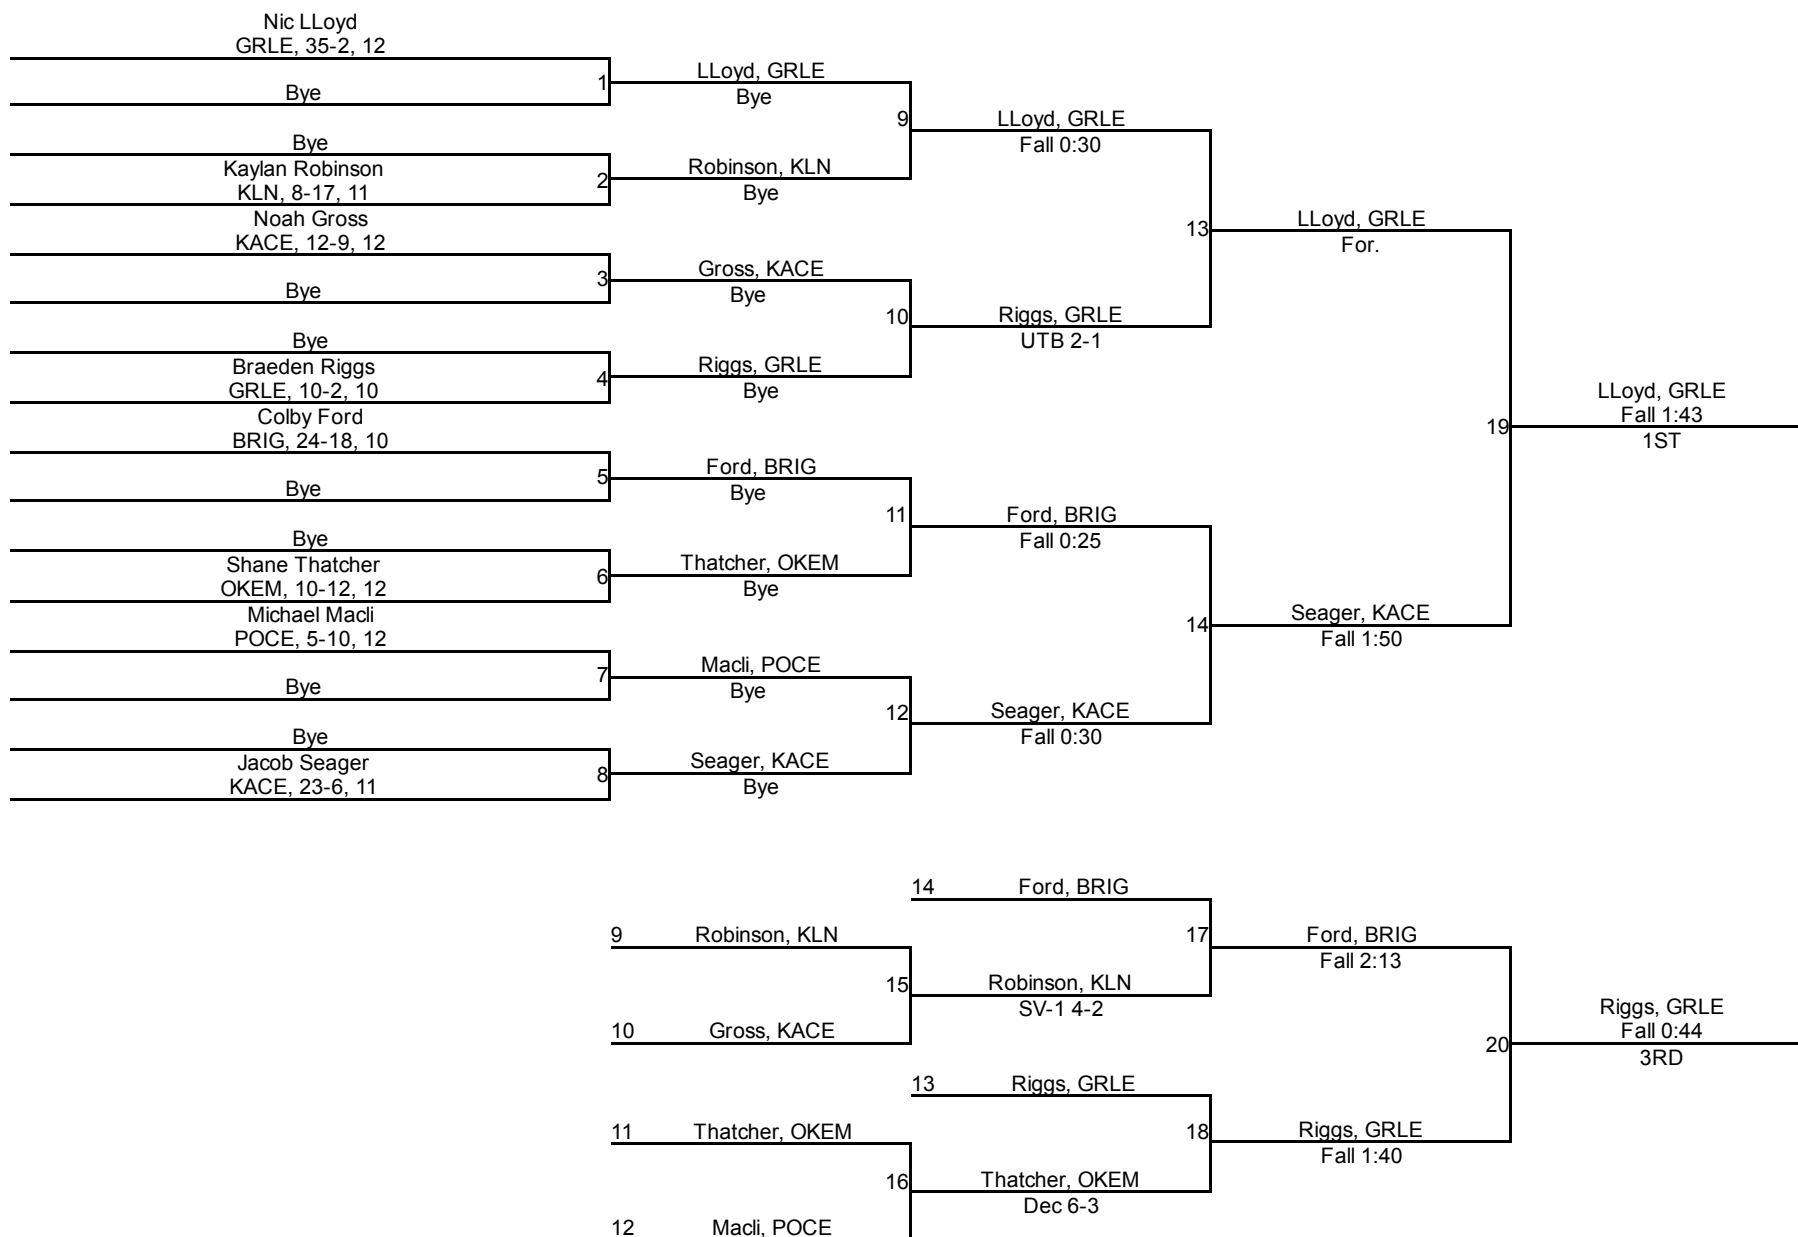 Nic LLoyd
GRLE, 35-2, 12
Bye
1
Bye
Kaylan Robinson
KLN, 8-17, 11
2
Noah Gross
KACE, 12-9, 12
Bye
3
Bye
Braeden Riggs
GRLE, 10-2, 10
4
Colby Ford
BRIG, 24-18, 10
Bye
5
Bye
Shane Thatcher
OKEM, 10-12, 12
6
Michael Macli
POCE, 5-10, 12
Bye
7
Bye
Jacob Seager
KACE, 23-6, 11
8
LLoyd, GRLE
Bye
9
Robinson, KLN
Bye
Gross, KACE
Bye
10
Riggs, GRLE
Bye
Ford, BRIG
Bye
11
Thatcher, OKEM
Bye
Macli, POCE
Bye
12
Seager, KACE
Bye
LLoyd, GRLE
Fall 0:30
13
Riggs, GRLE
UTB 2-1
Ford, BRIG
Fall 0:25
14
Seager, KACE
Fall 0:30
LLoyd, GRLE
For.
19
Seager, KACE
Fall 1:50
LLoyd, GRLE
Fall 1:43
1ST
14 Ford, BRIG
9 Robinson, KLN
17
15
Robinson, KLN
SV-1 4-2
10 Gross, KACE
Ford, BRIG
Fall 2:13
13 Riggs, GRLE
11 Thatcher, OKEM
18
16
Thatcher, OKEM
Dec 6-3
12 Macli, POCE
Riggs, GRLE
Fall 1:40
20
Riggs, GRLE
Fall 0:44
3RD